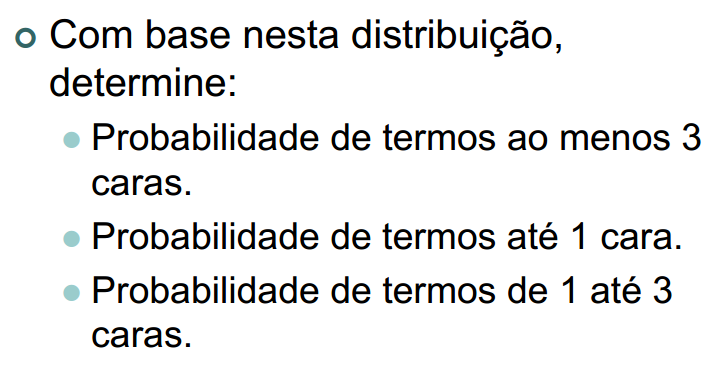 Com base nesta distribuição,
determine:
Probabilidade de termos ao menos 3
caras.
Probabilidade de termos até 1 cara.
Probabilidade de termos de 1 até 3
caras.